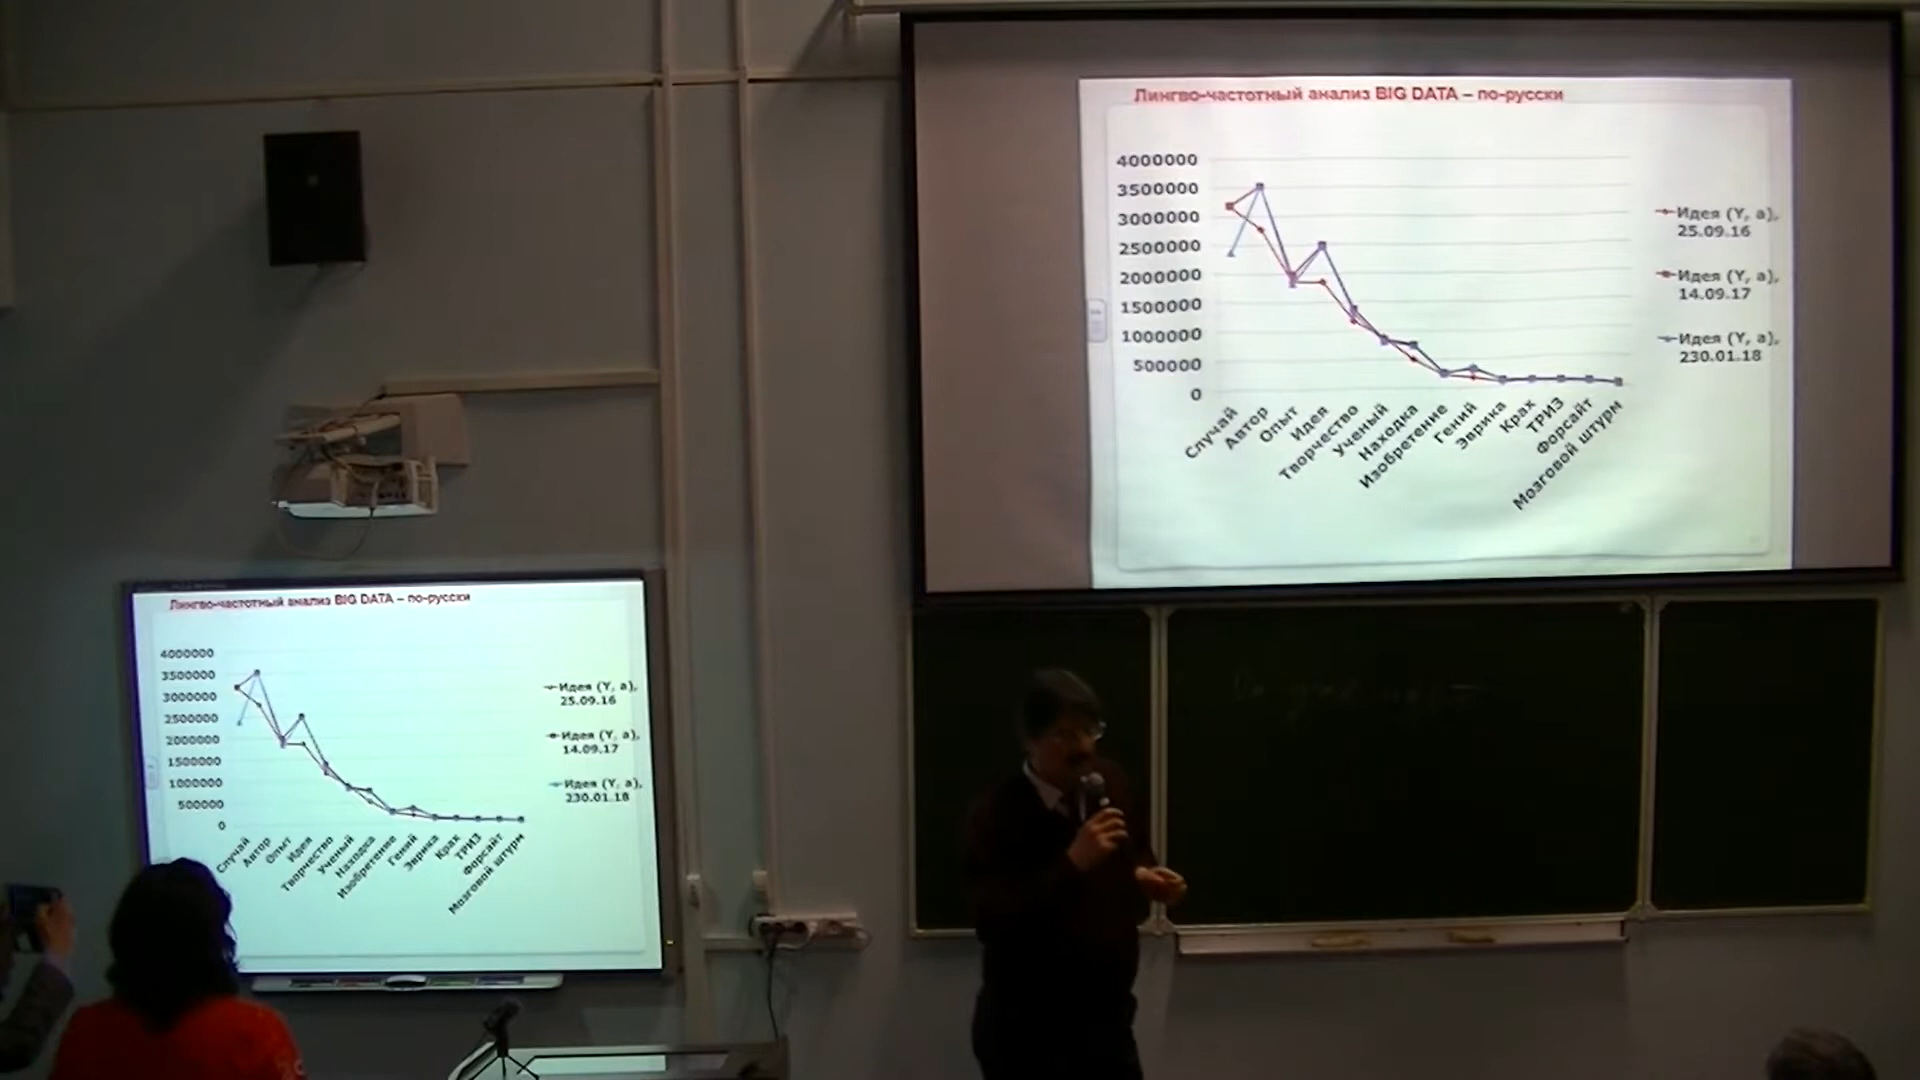 Лингво-частотный анализ BIG DATA – по-русски
4000000
3500000
3000000
2500000
2000000
1500000
1000000
500000
0
Случай
Автор
Опыт
Идея
Творчество
Ученый
Находка
Изобретение
Гений
Эврика
Крах
ТРИЗ
Форсайт
Мозговой штурм
Идея (Y, a),
25.09.16
Идея (Y, a),
14.09.17
Идея (Y, a),
230.01.18
Лингво-частотный анализ BIG DATA – по-русски
4000000
3500000
3000000
2500000
2000000
1500000
1000000
500000
0
Случай
Автор
Опыт
Идея
Творчество
Ученый
Находка
Изобретение
Гений
Эврика
Крах
ТРИЗ
Форсайт
Мозговой штурм
Идея (Y, a),
25.09.16
Идея (Y, a),
14.09.17
Идея (Y, a),
230.01.18